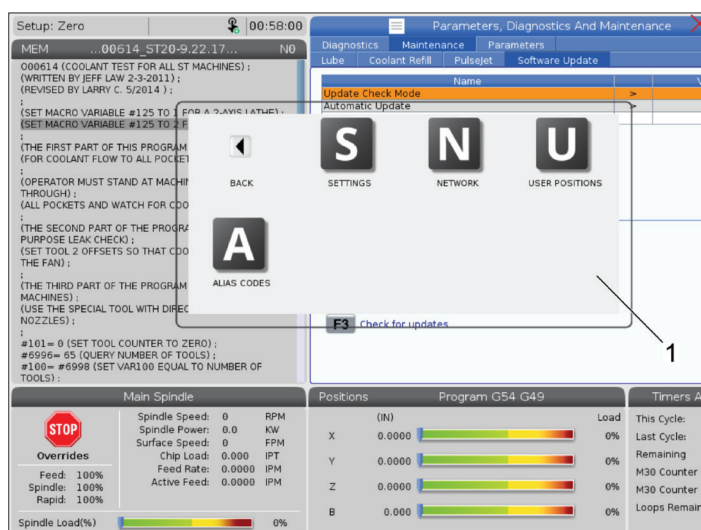 Setup: Zero
00:58:00
Parameters, Diagnostics And Maintenance
MEM ...00614_ST20-9.22.17... N0
O00614 (COOLANT TEST FOR ALL ST MACHINES) ;
(WRITTEN BY JEFF LAW 2-3-2011) ;
(REVISED BY LARRY C. 5/2014 ) ;
;
(SET MACRO VARIABLE #125 TO 1 FOR A 2-AXIS LATHE) ;
(SET MACRO VARIABLE #125 TO 2 F
;
(THE FIRST PART OF THIS PROGRAM
(FOR COOLANT FLOW TO ALL POCKET
;
(OPERATOR MUST STAND AT MACHIN
THROUGH) ;
(ALL POCKETS AND WATCH FOR COO
;
(THE SECOND PART OF THE PROGRA
PURPOSE LEAK CHECK) ;
(SET TOOL 2 OFFSETS SO THAT COO
THE FAN) ;
;
(THE THIRD PART OF THE PROGRAM
MACHINES) ;
(USE THE SPECIAL TOOL WITH DIREC
NOZZLES) ;
;
#101= 0 (SET TOOL COUNTER TO ZERO) ;
#6996= 65 (QUERY NUMBER OF TOOLS) ;
#100= #6998 (SET VAR100 EQUAL TO NUMBER OF
TOOLS) ;
Diagnostics Maintenance Parameters
Lube Coolant Refill PulseJet Software Update
Name V
Update Check Mode >
Automatic Update >
S N U
BACK SETTINGS NETWORK USER POSITIONS
A
ALIAS CODES
F3 Check for updates
1
Main Spindle
STOP
Overrides
Feed: 100%
Spindle: 100%
Rapid: 100%
Spindle Speed: 0 RPM
Spindle Power: 0.0 KW
Surface Speed: 0 FPM
Chip Load: 0.000 IPT
Feed Rate: 0.0000 IPM
Active Feed: 0.0000 IPM
Spindle Load(%) 0%
Positions Program G54 G49
(IN) Load
X 0.0000 0%
Y 0.0000 0%
Z 0.0000 0%
B 0.000 0%
Timers A
This Cycle:
Last Cycle:
Remaining
M30 Counter
M30 Counter
Loops Remain